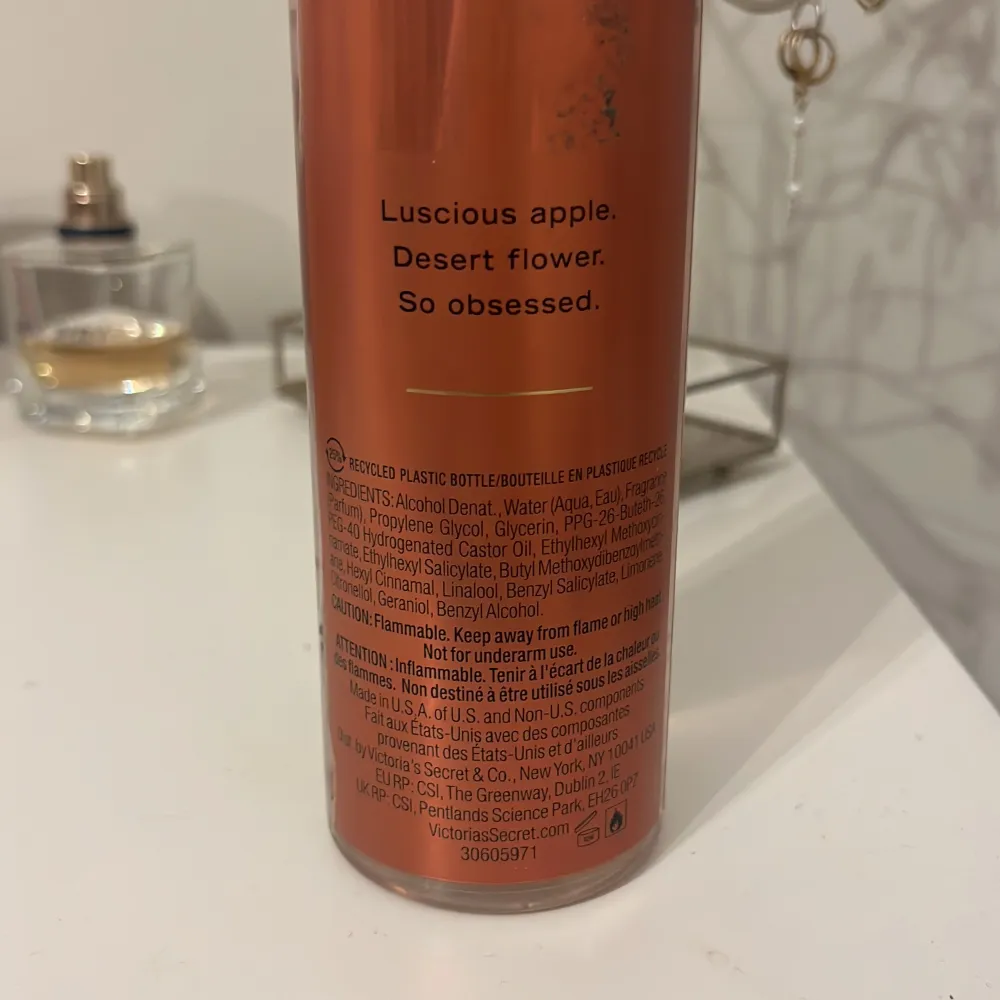 Luscious apple.
Desert flower.
So obsessed.
25% RECYCLED PLASTIC BOTTLE/BOUTEILLE EN PLASTIQUE RECYCLÉ
INGREDIENTS: Alcohol Denat., Water (Aqua, Eau), Fragrance
(Parfum), Propylene Glycol, Glycerin, PPG-26-Buteth-26,
PEG-40 Hydrogenated Castor Oil, Ethylhexyl Methoxycin-
namate, Ethylhexyl Salicylate, Butyl Methoxydibenzoylmeth-
ane, Hexyl Cinnamal, Linalool, Benzyl Salicylate, Limonene,
Citronellol, Geraniol, Benzyl Alcohol.
CAUTION: Flammable. Keep away from flame or high heat.
Not for underarm use.
ATTENTION : Inflammable. Tenir à l'écart de la chaleur ou
des flammes. Non destiné à être utilisé sous les aisselles.
Made in U.S.A. of U.S. and Non-U.S. components
Fait aux États-Unis avec des composantes
provenant des États-Unis et d'ailleurs
Dist. by Victoria's Secret & Co., New York, NY 10041 USA
EU RP: CSI, The Greenway, Dublin 2, IE
UK RP: CSI, Pentlands Science Park, EH26 0PZ
VictoriasSecret.com
30605971